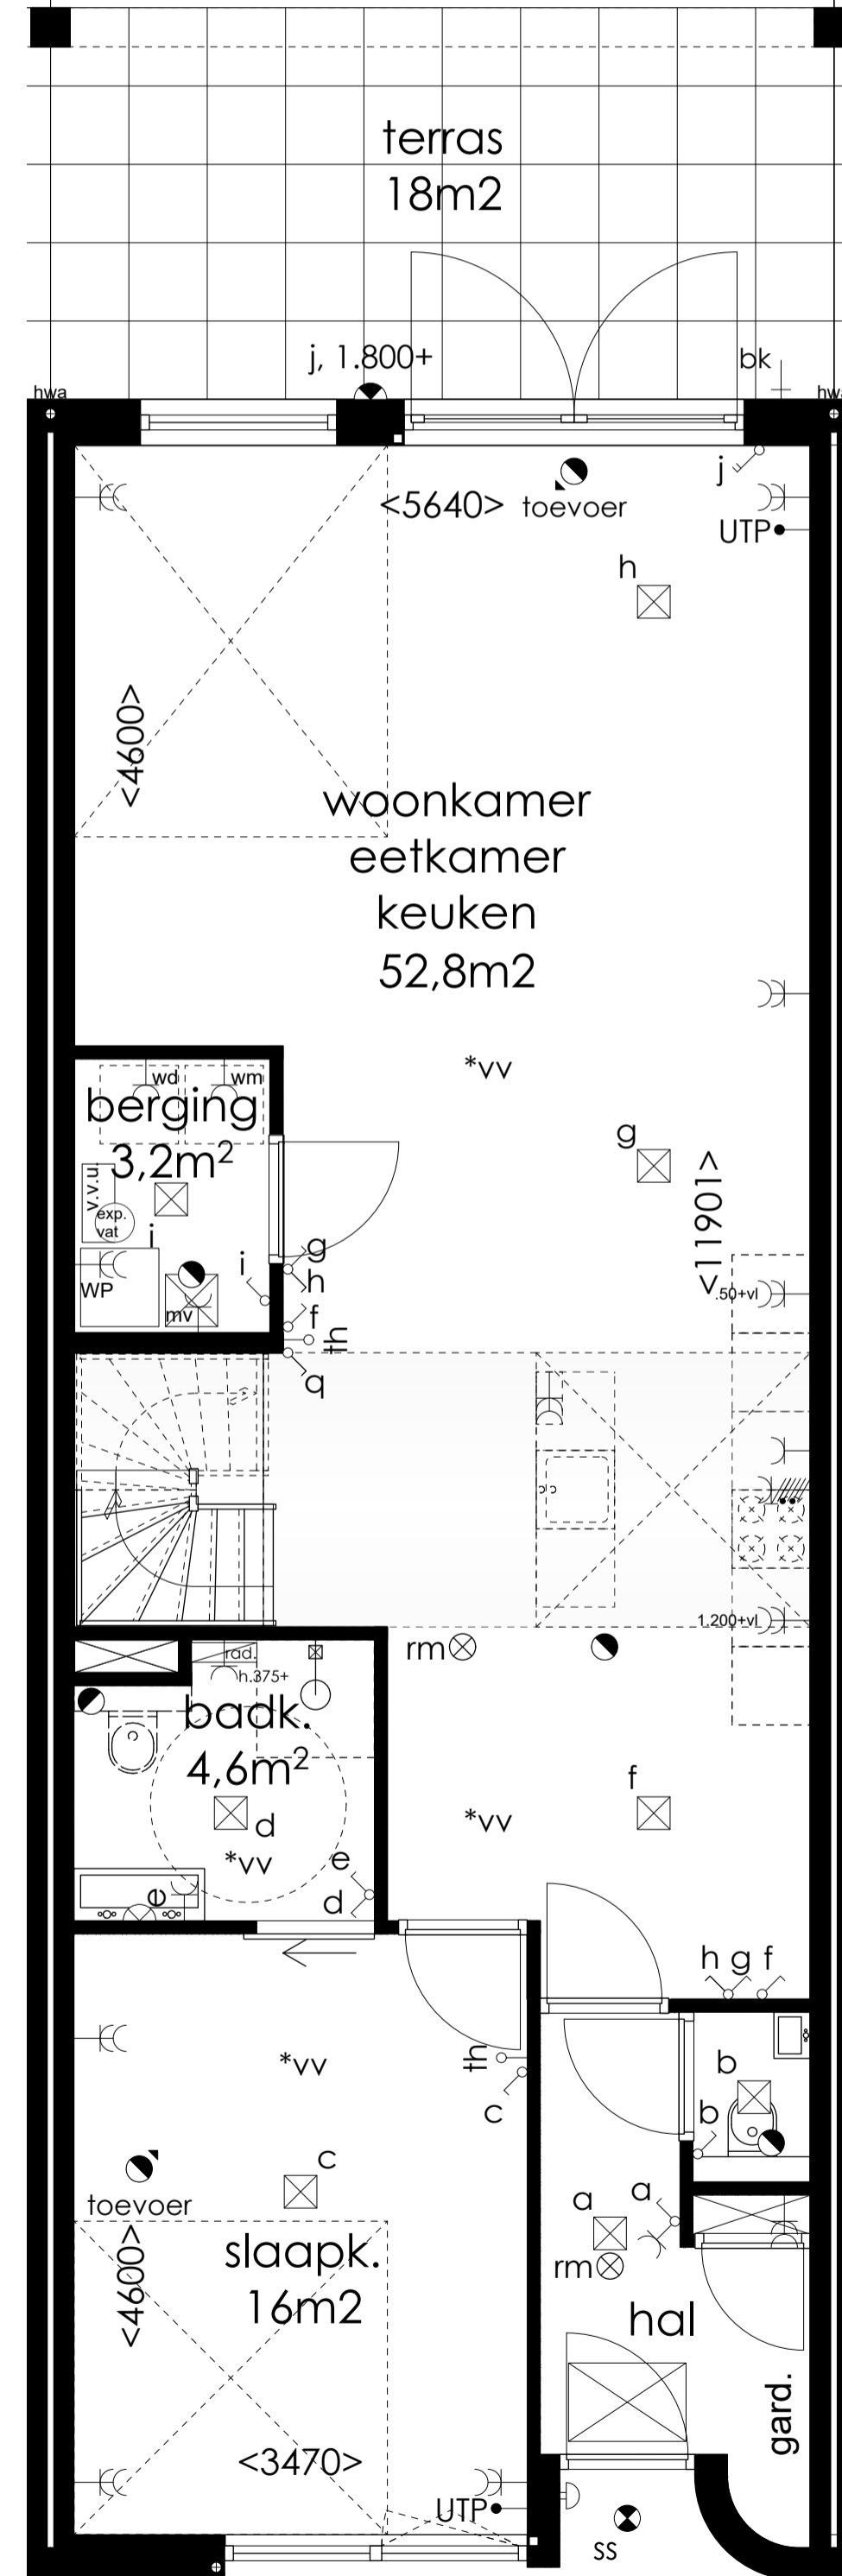 terras
18m2
j, 1.800+
bk
hwa
hwa
j
<5640>
toevoer
UTP
h
<4600>
woonkamer
eetkamer
keuken
52,8m2
*vv
wd
wm
berging
3,2m²
g
<11901>
v.v.u.
exp.
vat
i
i
WP
mv
g
h
f
th
q
.50+vl
1.200+vl
rm
rad.
h.375+
badk.
4,6m²
f
d
*vv
*vv
e
e
d
h g f
*vv
th
c
b
b
c
toevoer
a
a
slaapk.
16m2
<4600>
rm
hal
gard.
<3470>
UTP
ss